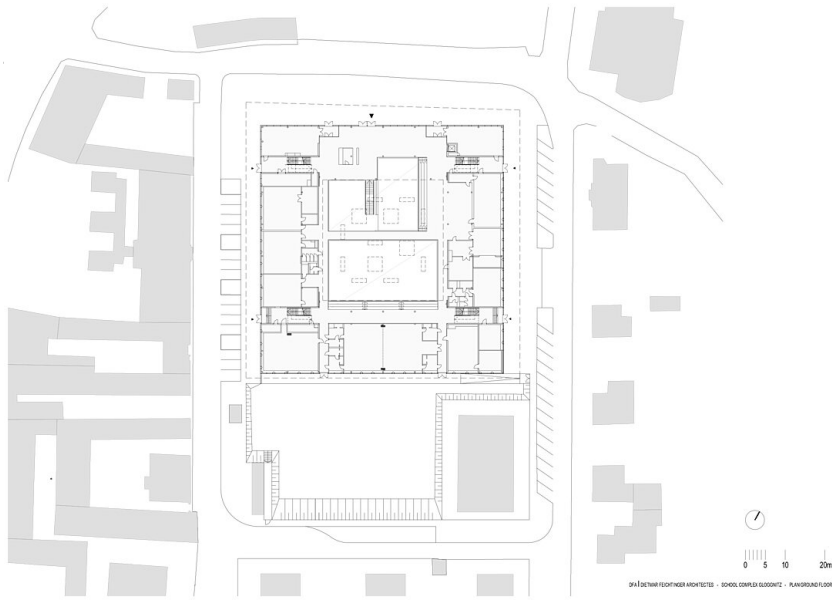 0 5 10 20m
DFA | DIETMAR FEICHTINGER ARCHITECTES - SCHOOL COMPLEX GLOGGNITZ - PLAN GROUND FLOOR